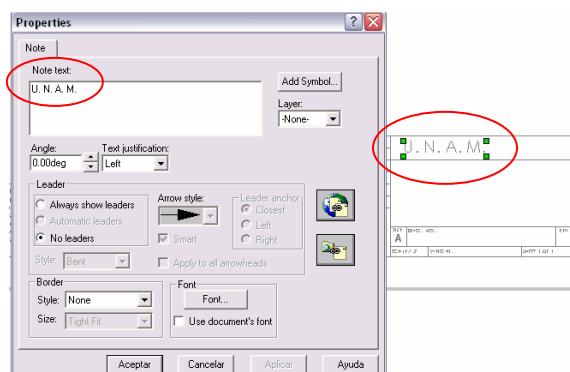 Properties
Note
Note text:
U. N. A. M.
Add Symbol...
Layer:
-None-
Angle:
0.00deg
Text justification:
Left
Leader
Always show leaders
Automatic leaders
No leaders
Style: Bent
Arrow style:
Smart
Apply to all arrowheads
Leader anchor
Closest
Left
Right
Border
Style: None
Size: Tight Fit
Font
Font...
Use document's font
Aceptar
Cancelar
Aplicar
Ayuda
U. N. A. M.
A